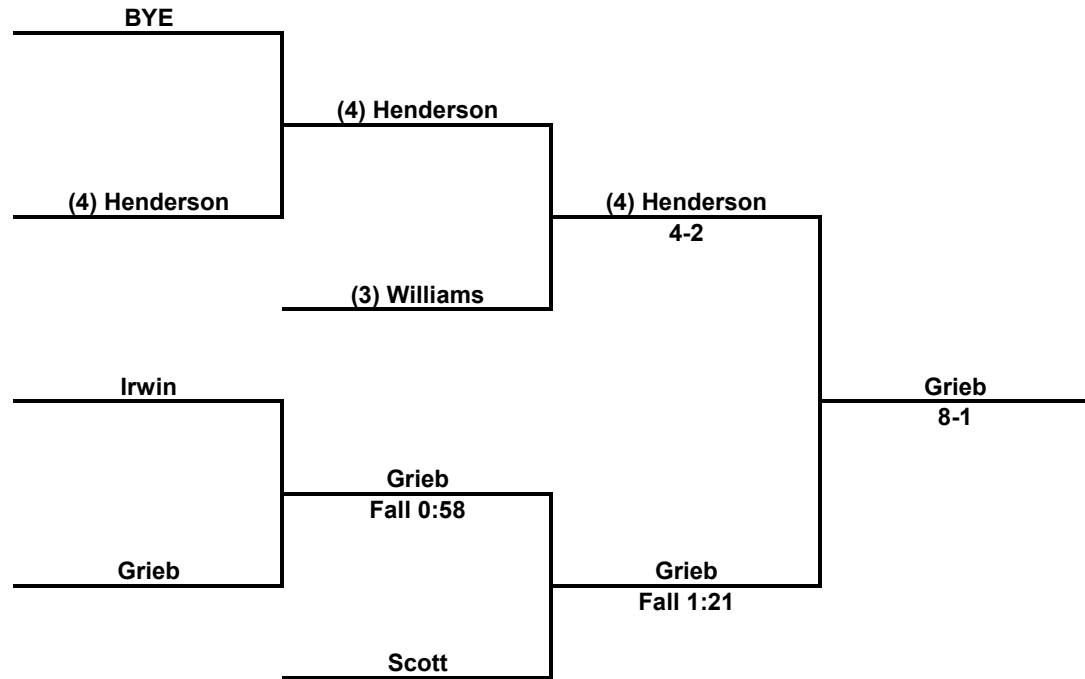 BYE
(4) Henderson
(4) Henderson
(4) Henderson
4-2
(3) Williams
Irwin
Grieb
8-1
Grieb
Fall 0:58
Grieb
Grieb
Fall 1:21
Scott